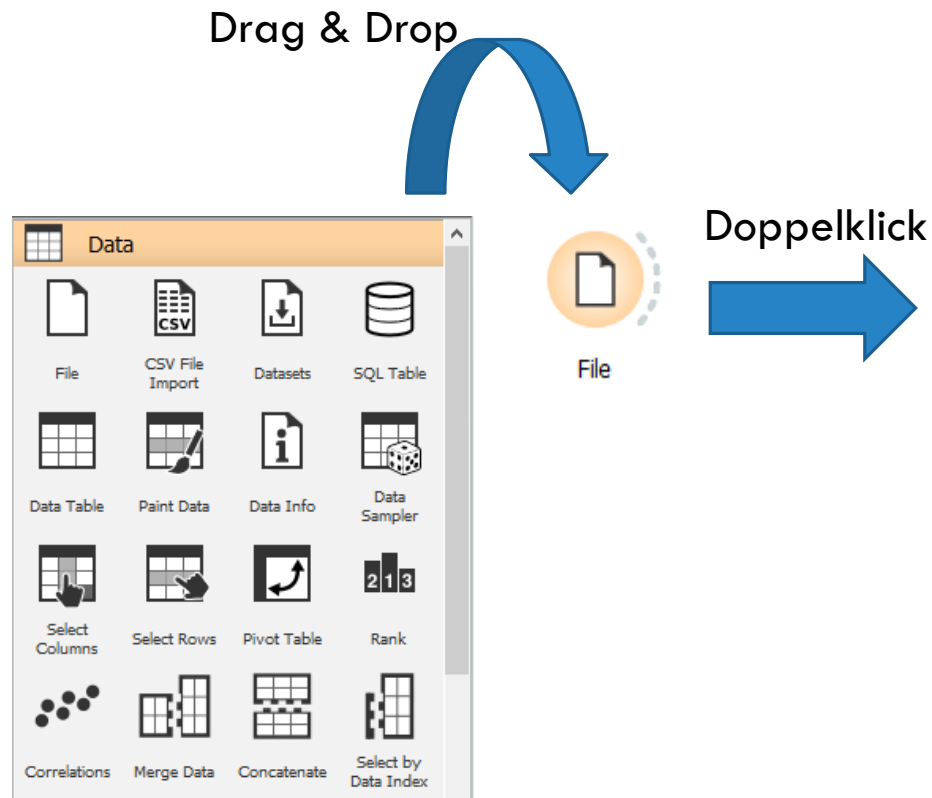 Drag & Drop
Doppelklick
Data
File
CSV
CSV File
Import
Datasets
SQL Table
File
Data Table
Paint Data
i
Data Info
Data
Sampler
Select
Columns
Select Rows
Pivot Table
2 1 3
Rank
Correlations
Merge Data
Concatenate
Select by
Data Index